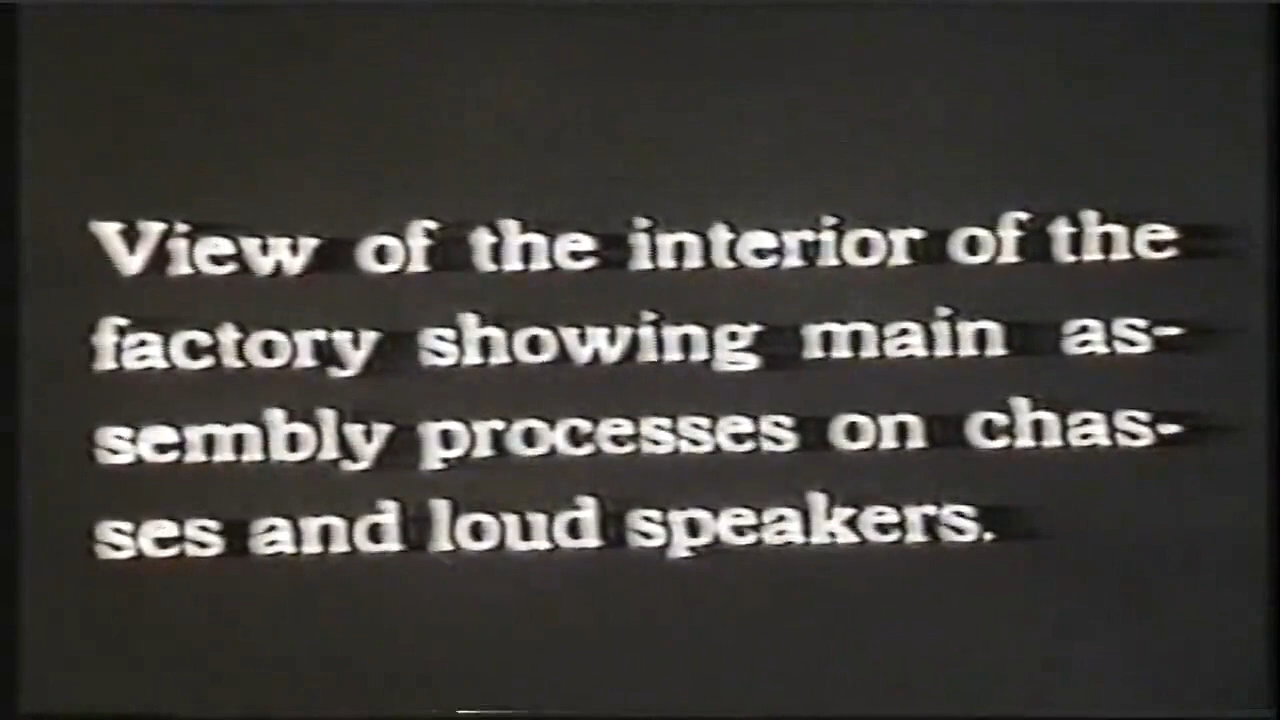 View of the interior of the
factory showing main as-
sembly processes on chas-
ses and loud speakers.